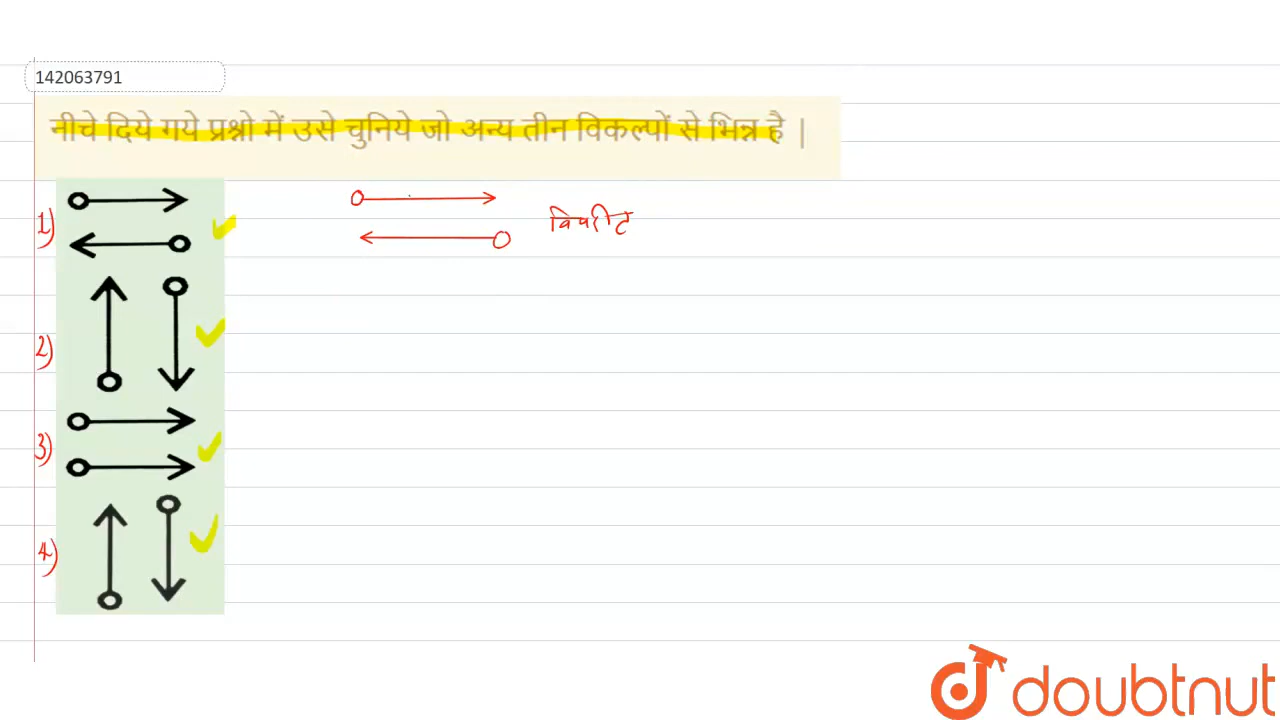 142063791
नीचे दिये गये प्रश्नो में उसे चुनिये जो अन्य तीन विकल्पों से भिन्न है |
1)
विपरीट
2)
3)
4)
doubtnut